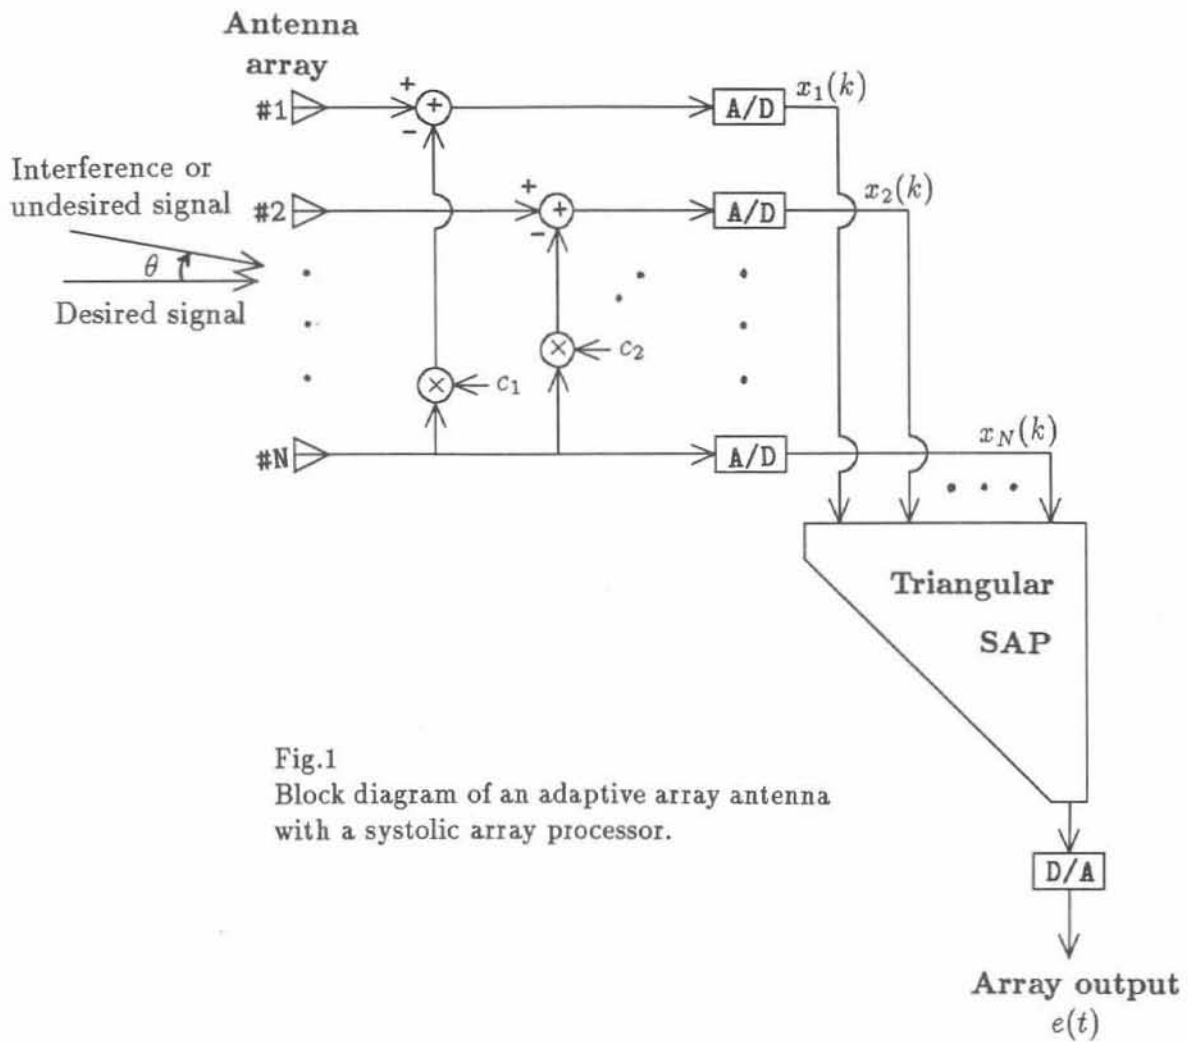 Antenna
array
#1
+
+
-
A/D
x₁(k)
Interference or
undesired signal
#2
+
+
-
A/D
x₂(k)
θ
Desired signal
× c₂
× c₁
#N
A/D
x_N(k)
Triangular
SAP
Fig.1
Block diagram of an adaptive array antenna
with a systolic array processor.
D/A
Array output
e(t)